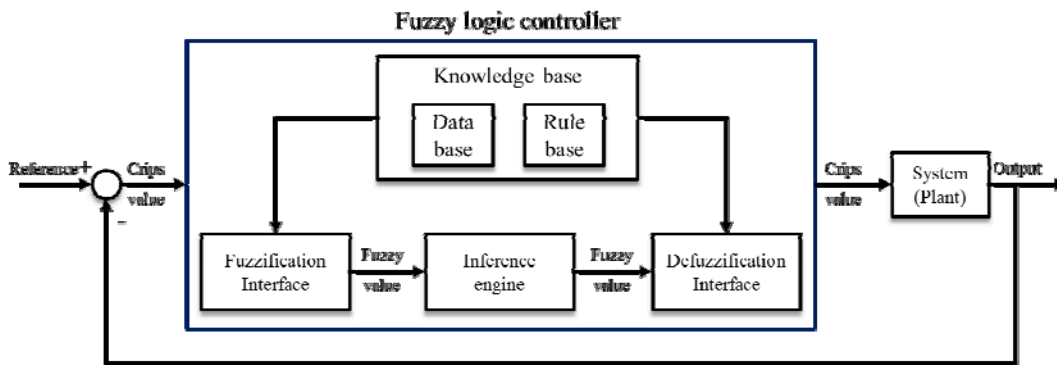 Fuzzy logic controller
Knowledge base
Data
base
Rule
base
Reference+
Crips
value
-
Fuzzification
Interface
Fuzzy
value
Inference
engine
Fuzzy
value
Defuzzification
Interface
Crips
value
System
(Plant)
Output